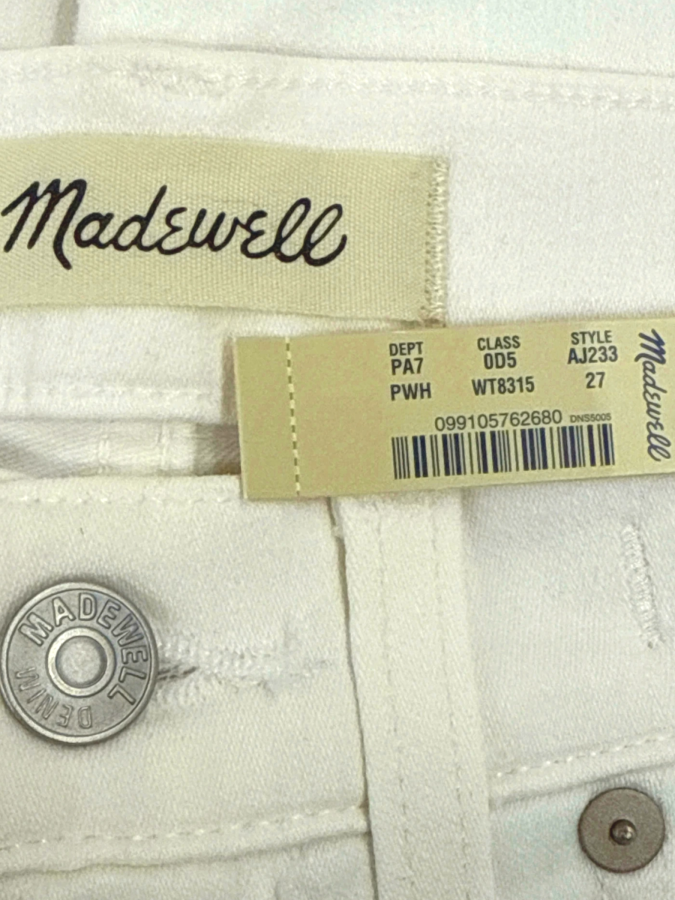 Madewell
DEPT CLASS STYLE
PA7 0D5 AJ233
PWH WT8315 27
099105762680 DNS5005
Madewell
MADEWELL
DENIM